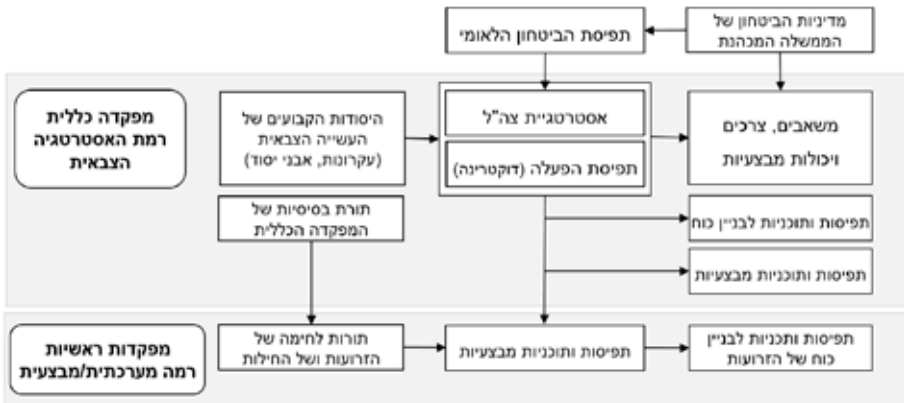 מדיניות הביטחון של
הממשלה המכהנת
תפיסת הביטחון הלאומי
מפקדה כללית
רמת האסטרטגיה
הצבאית
היסודות הקבועים של
העשייה הצבאית
(עקרונות, אבני יסוד)
אסטרטגיית צה"ל
תפיסת הפעלה (דוקטרינה)
משאבים, צרכים
ויכולות מבצעיות
תורת בסיסיות של
המפקדה הכללית
תפיסות ותוכניות לבניין כוח
תפיסות ותוכניות מבצעיות
מפקדות ראשיות
רמה מערכתית/מבצעית
תורות לחימה של
הזרועות ושל החילות
תפיסות ותוכניות מבצעיות
תפיסות ותכניות לבניין
כוח של הזרועות